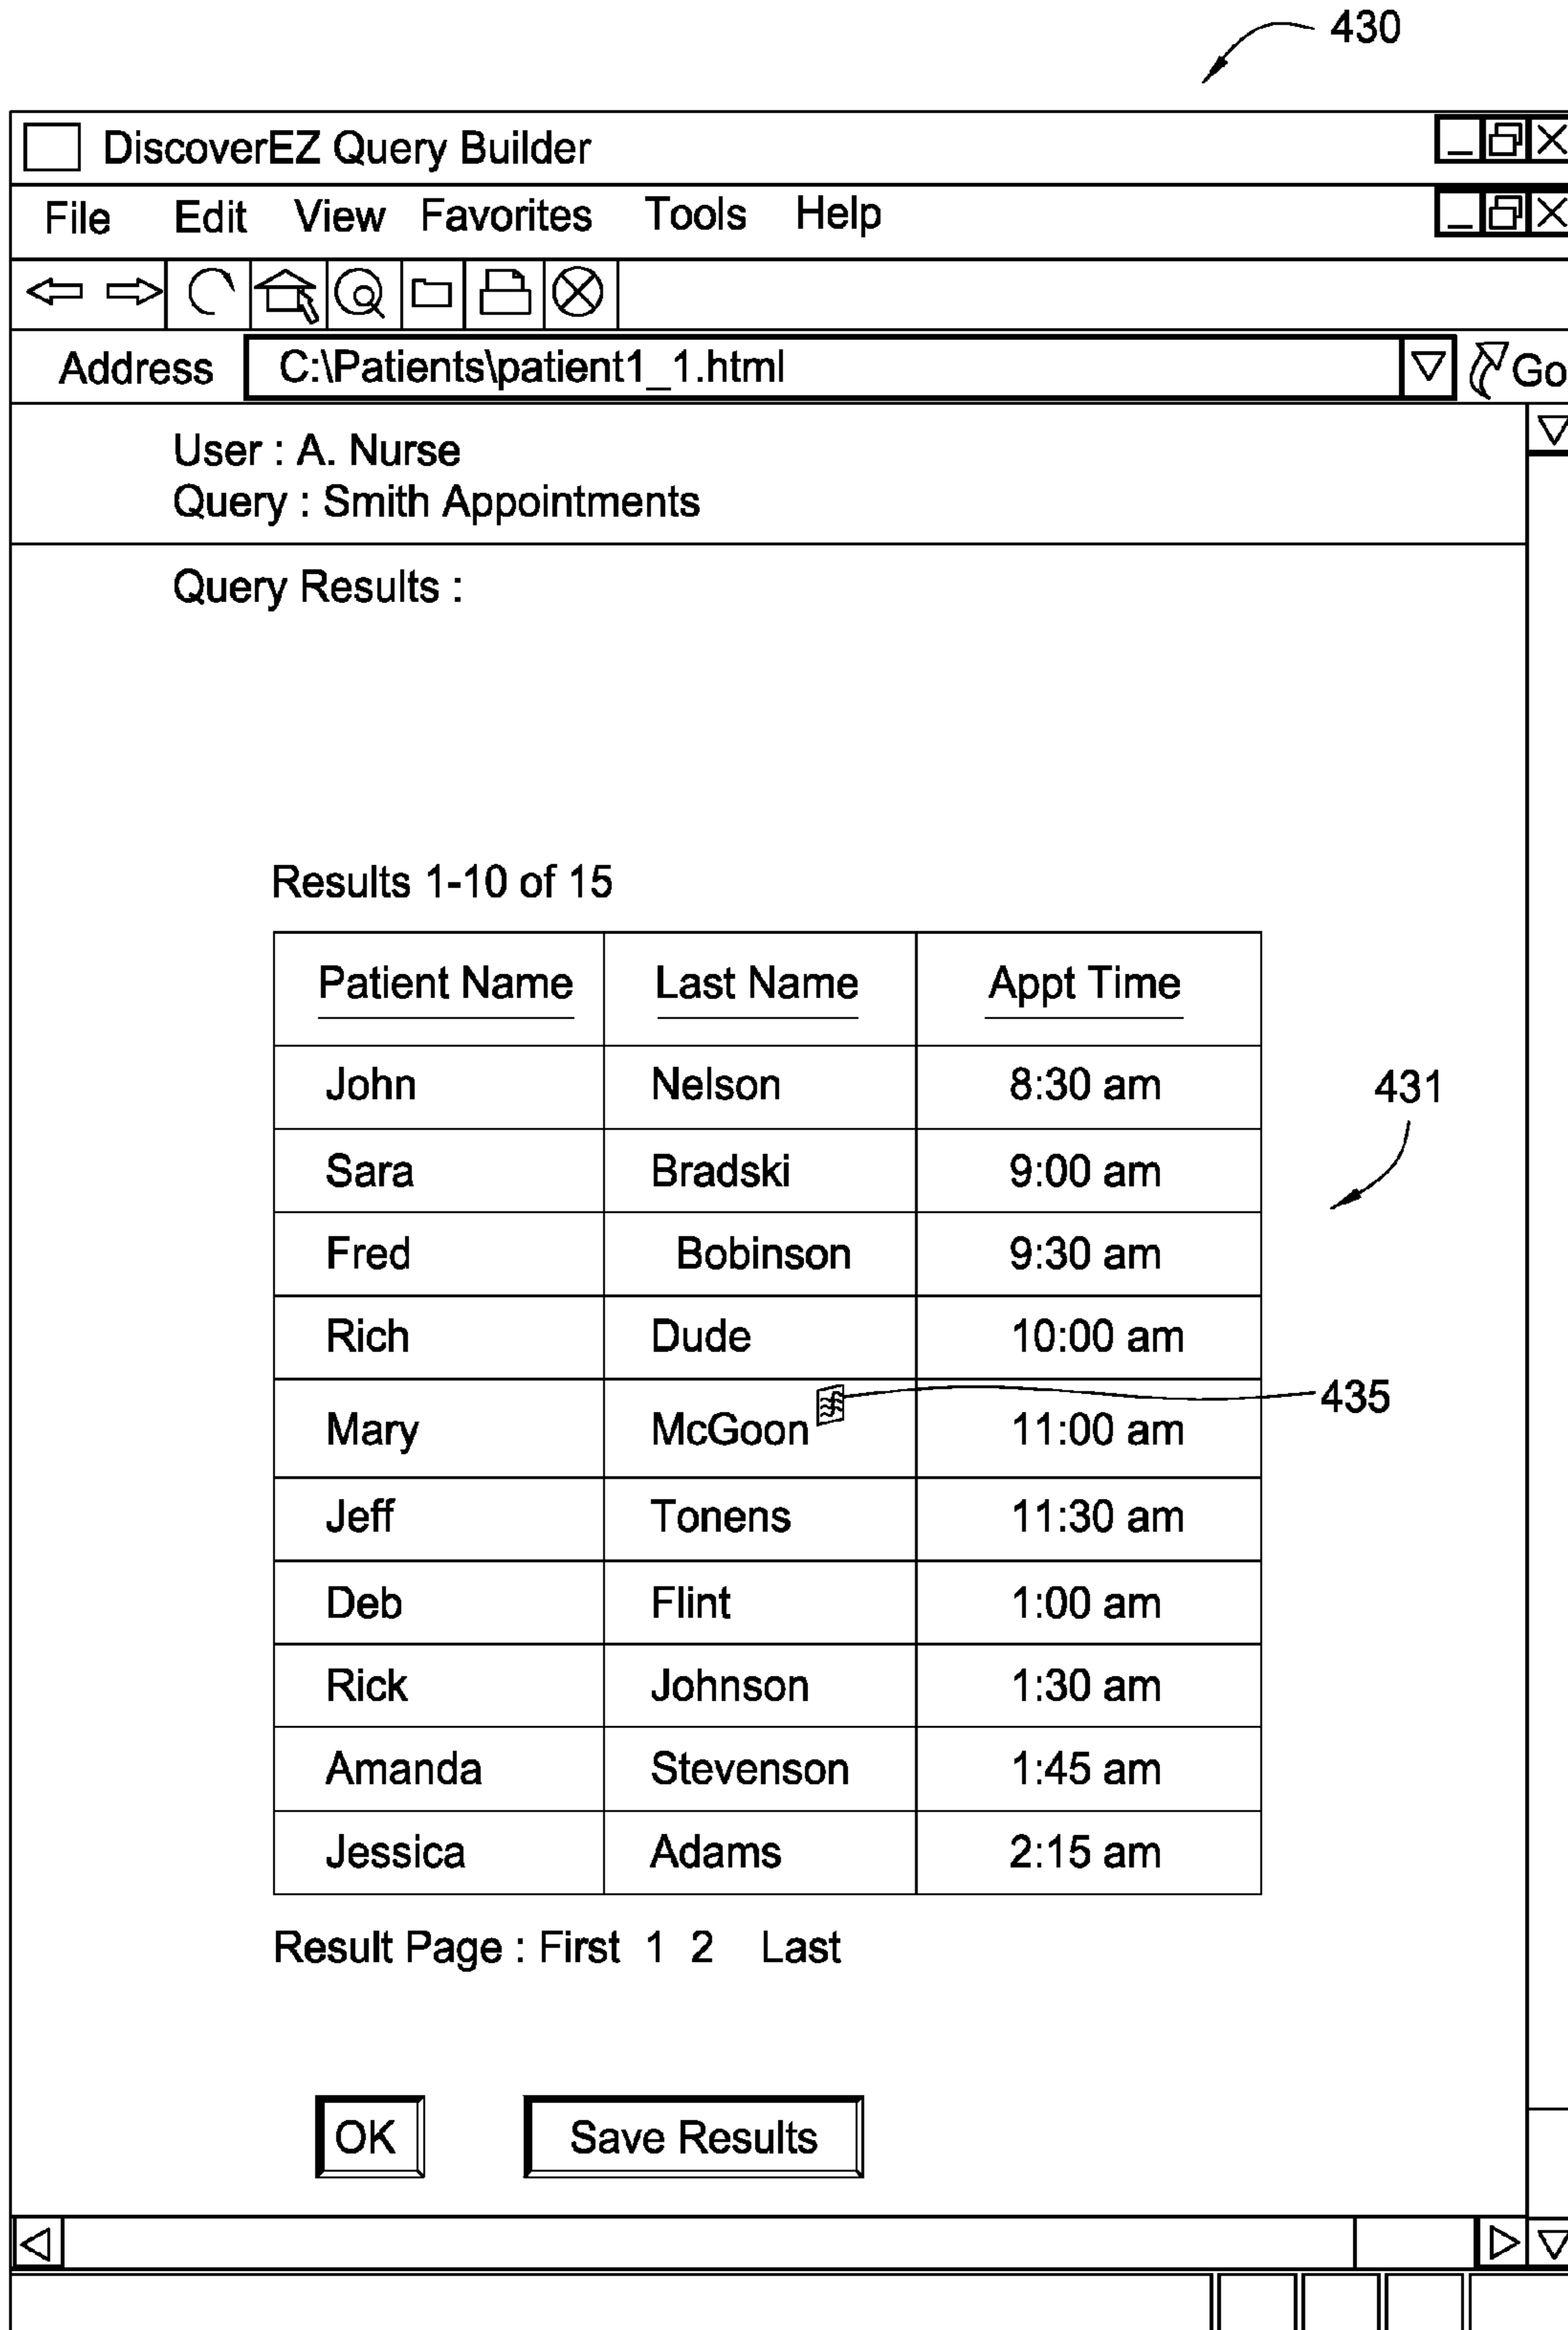 430
DiscoverEZ Query Builder
File Edit View Favorites Tools Help
Address C:\Patients\patient1_1.html Go
User : A. Nurse
Query : Smith Appointments
Query Results :
Results 1-10 of 15
Patient Name Last Name Appt Time
John Nelson 8:30 am
431
Sara Bradski 9:00 am
Fred Bobinson 9:30 am
Rich Dude 10:00 am
435
Mary McGoon 11:00 am
Jeff Tonens 11:30 am
Deb Flint 1:00 am
Rick Johnson 1:30 am
Amanda Stevenson 1:45 am
Jessica Adams 2:15 am
Result Page : First 1 2 Last
OK Save Results